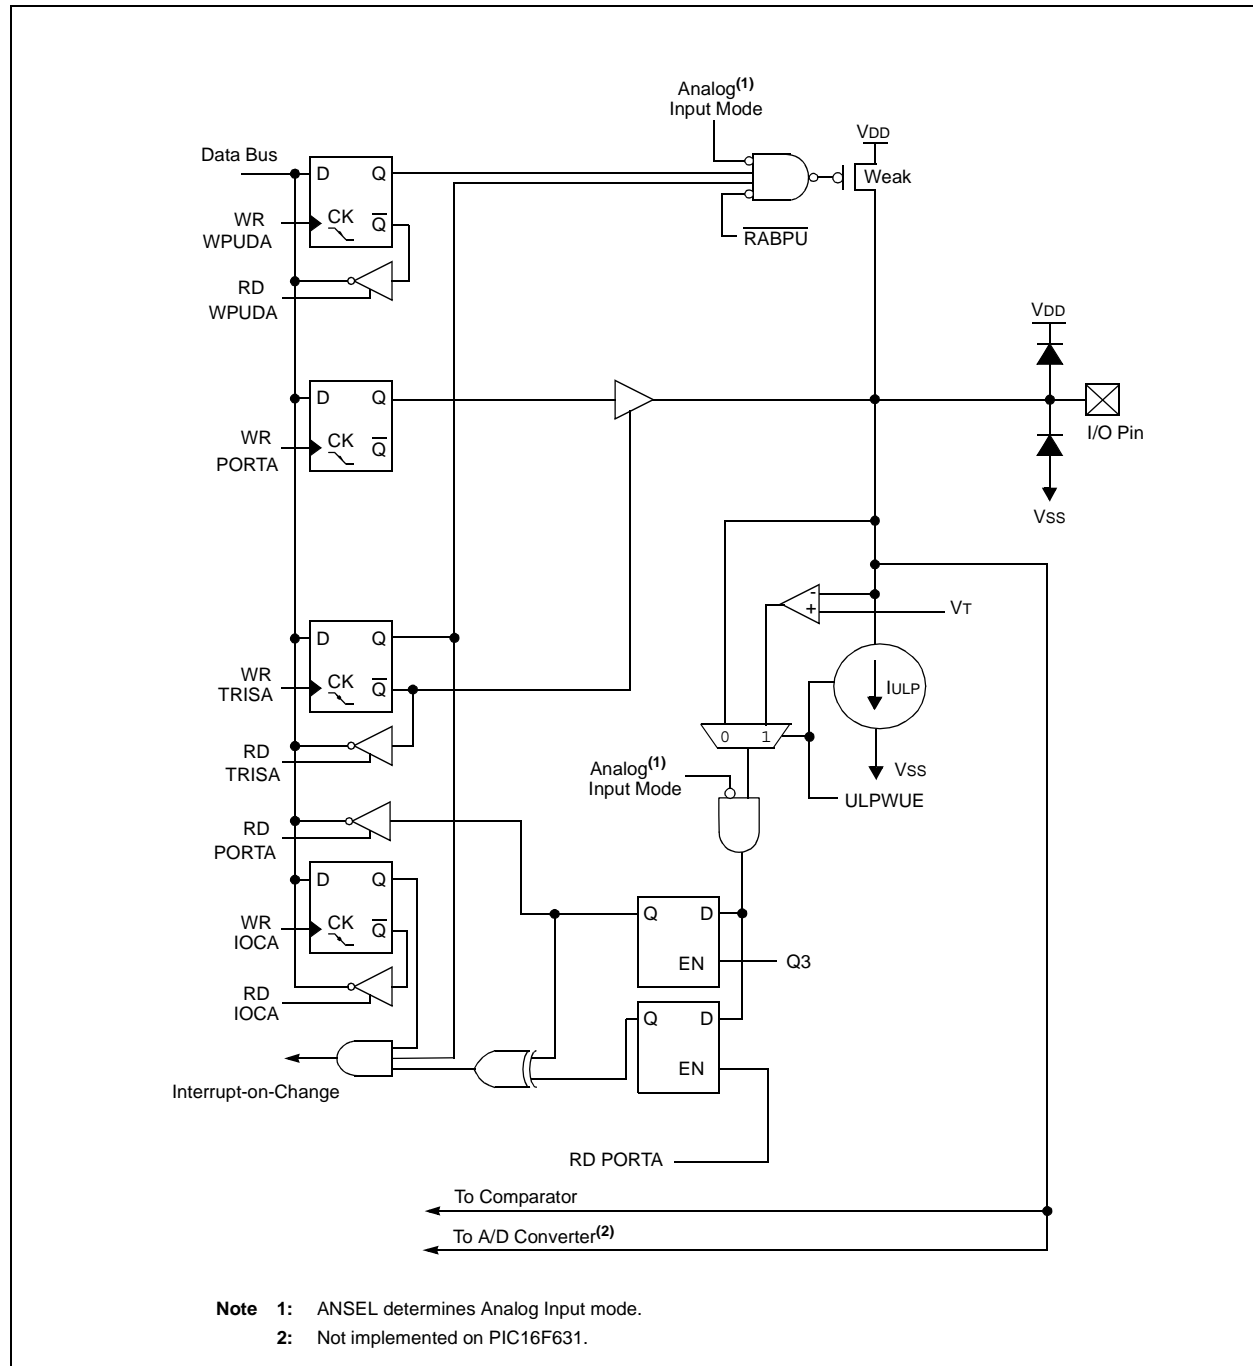 Analog(1)
Input Mode
VDD
Data Bus
D Q
Weak
WR
WPUDA
CK Q
RABPU
RD
WPUDA
VDD
D Q
WR
PORTA
CK Q
I/O Pin
VSS
-
+
VT
D Q
WR
TRISA
CK Q
IULP
0 1
RD
TRISA
Analog(1)
Input Mode
VSS
ULPWUE
RD
PORTA
D Q
WR
IOCA
CK Q
Q D
EN
Q3
RD
IOCA
Q D
EN
Interrupt-on-Change
RD PORTA
To Comparator
To A/D Converter(2)
Note 1: ANSEL determines Analog Input mode.
2: Not implemented on PIC16F631.